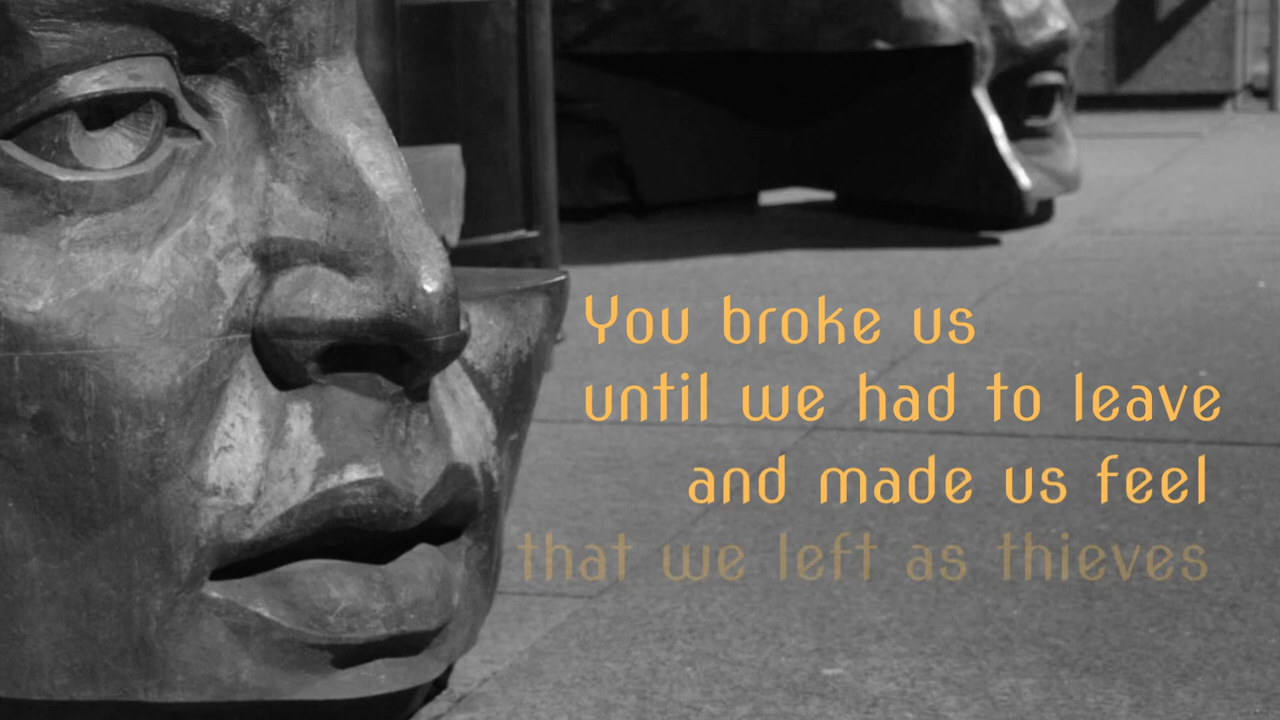 You broke us
until we had to leave
and made us feel
that we left as thieves